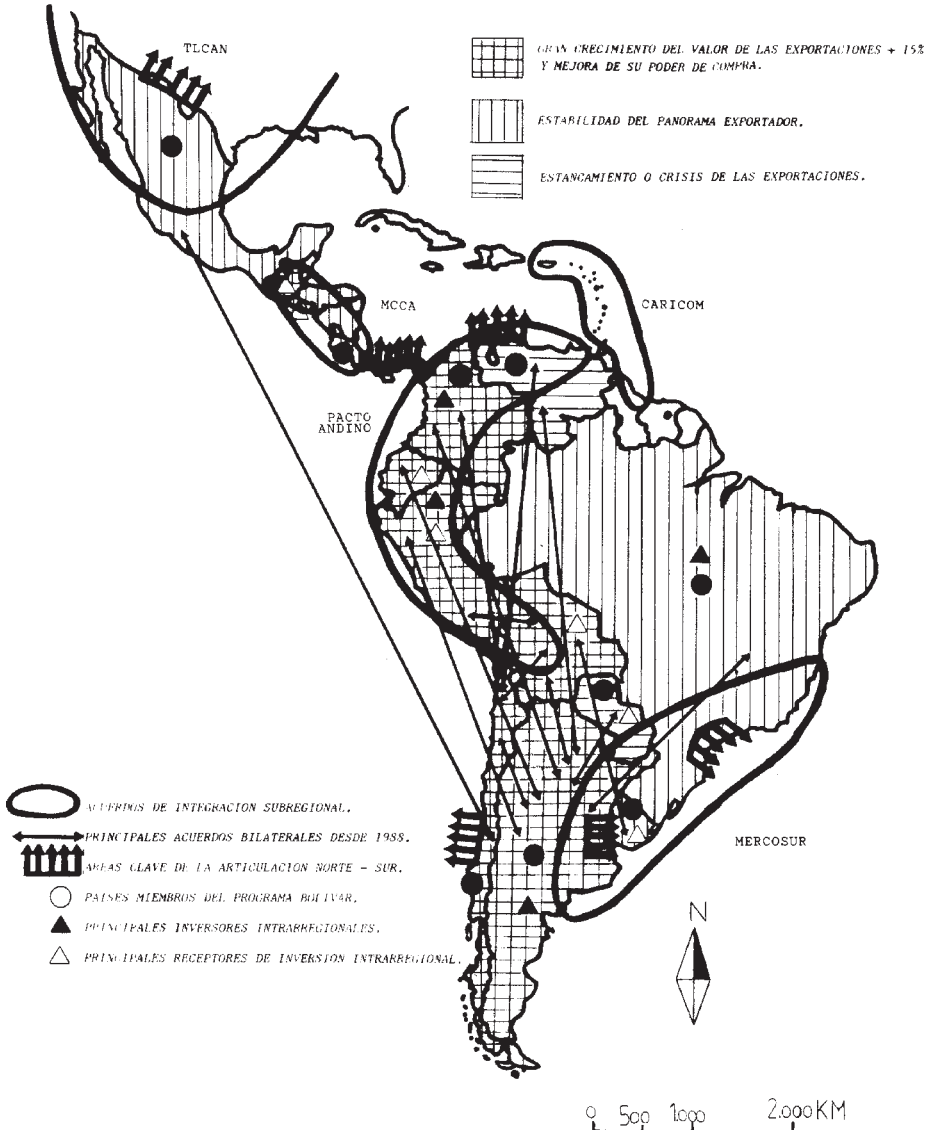 TLCAN
GRAN CRECIMIENTO DEL VALOR DE LAS EXPORTACIONES + 15%
Y MEJORA DE SU PODER DE COMPRA.
ESTABILIDAD DEL PANORAMA EXPORTADOR.
ESTANCAMIENTO O CRISIS DE LAS EXPORTACIONES.
MCCA
CARICOM
PACTO
ANDINO
ACUERDOS DE INTEGRACION SUBREGIONAL.
PRINCIPALES ACUERDOS BILATERALES DESDE 1988.
AREAS CLAVE DE LA ARTICULACION NORTE - SUR.
PAISES MIEMBROS DEL PROGRAMA BOLIVAR.
PRINCIPALES INVERSORES INTRARREGIONALES.
PRINCIPALES RECEPTORES DE INVERSION INTRARREGIONAL.
MERCOSUR
N
0 500 1.000 2.000 KM